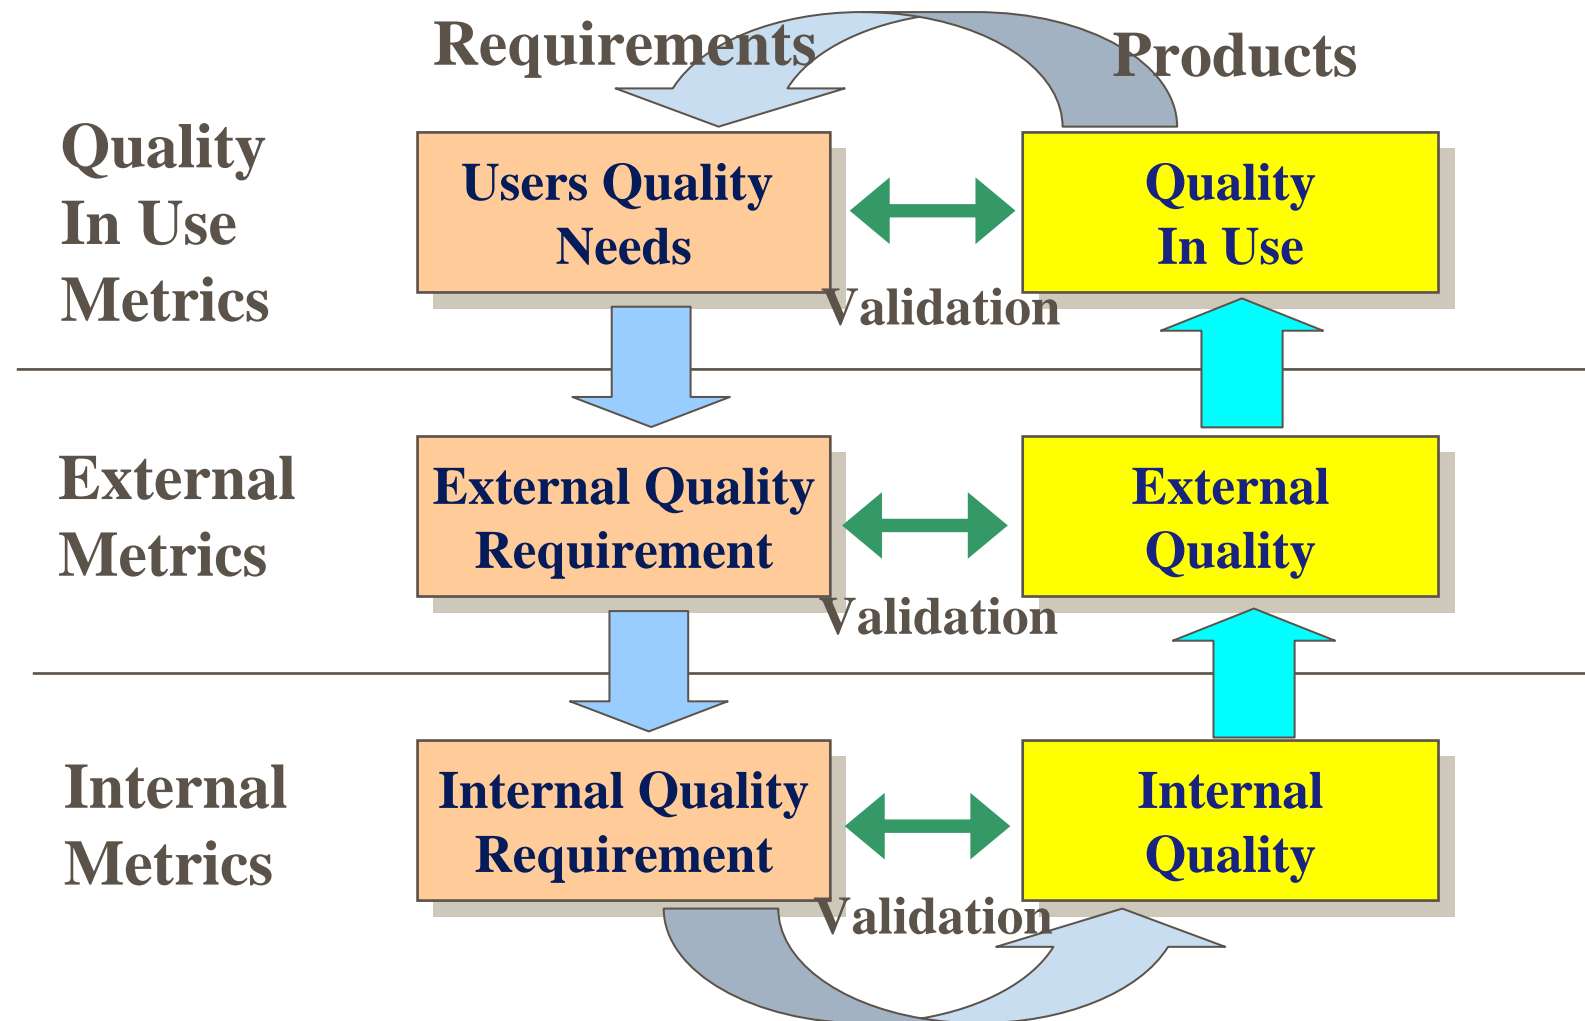 Requirements
Products
Quality
In Use
Metrics
Users Quality
Needs
Quality
In Use
Validation
External
Metrics
External Quality
Requirement
External
Quality
Validation
Internal
Metrics
Internal Quality
Requirement
Internal
Quality
Validation